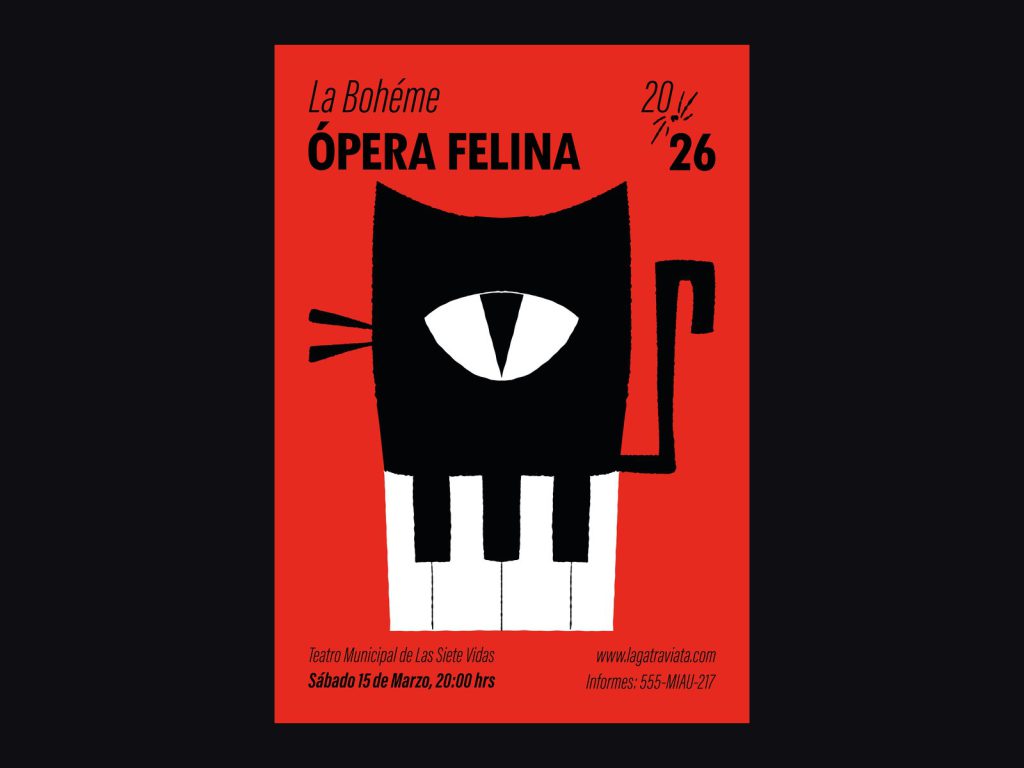 La Bohéme
ÓPERA FELINA
20
26
Teatro Municipal de Las Siete Vidas
Sábado 15 de Marzo, 20:00 hrs
www.lagatraviata.com
Informes: 555-MIAU-217